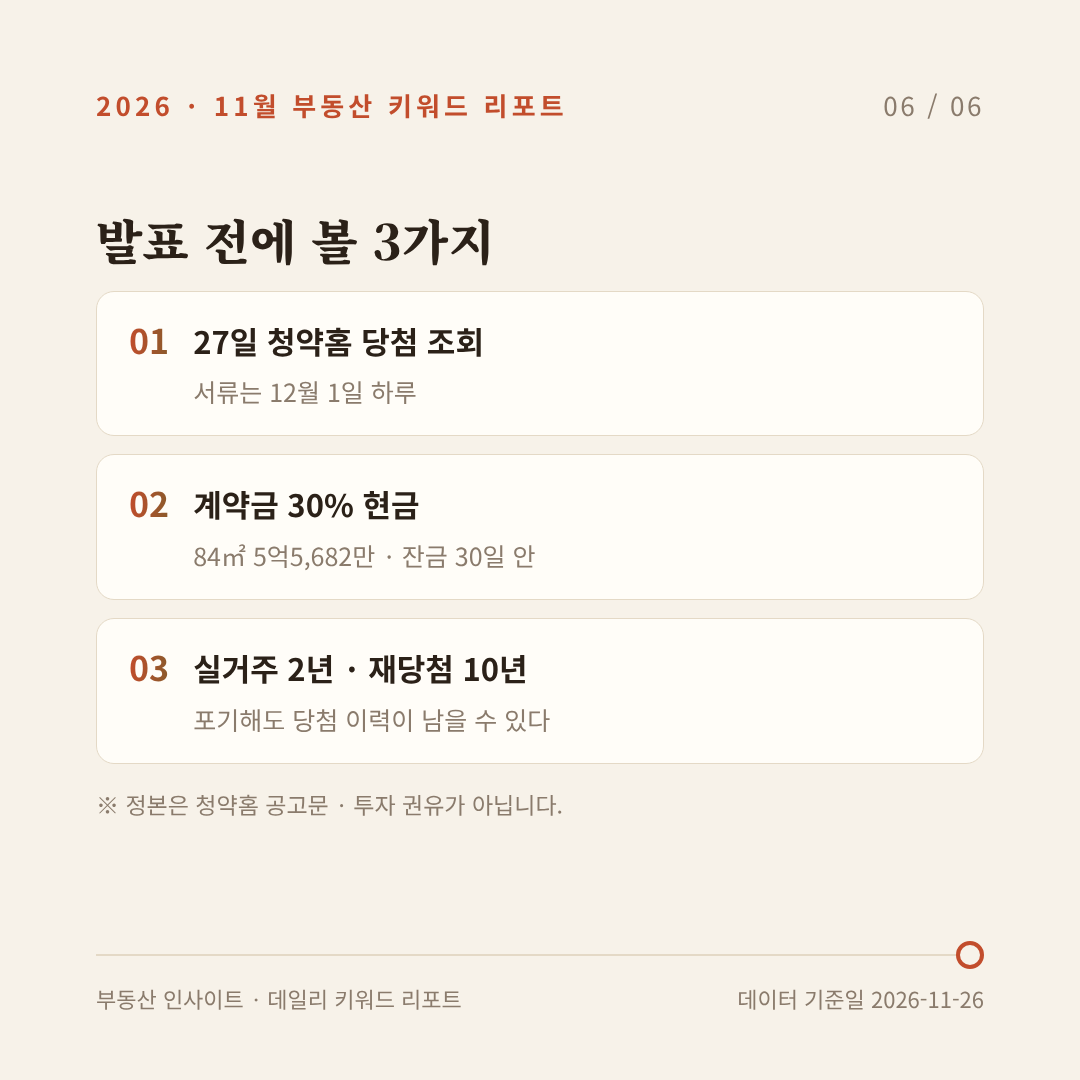 2026 · 11월 부동산 키워드 리포트
06 / 06
발표 전에 볼 3가지
01 27일 청약홈 당첨 조회
서류는 12월 1일 하루
02 계약금 30% 현금
84㎡ 5억5,682만 · 잔금 30일 안
03 실거주 2년 · 재당첨 10년
포기해도 당첨 이력이 남을 수 있다
※ 정본은 청약홈 공고문 · 투자 권유가 아닙니다.
부동산 인사이트 · 데일리 키워드 리포트
데이터 기준일 2026-11-26